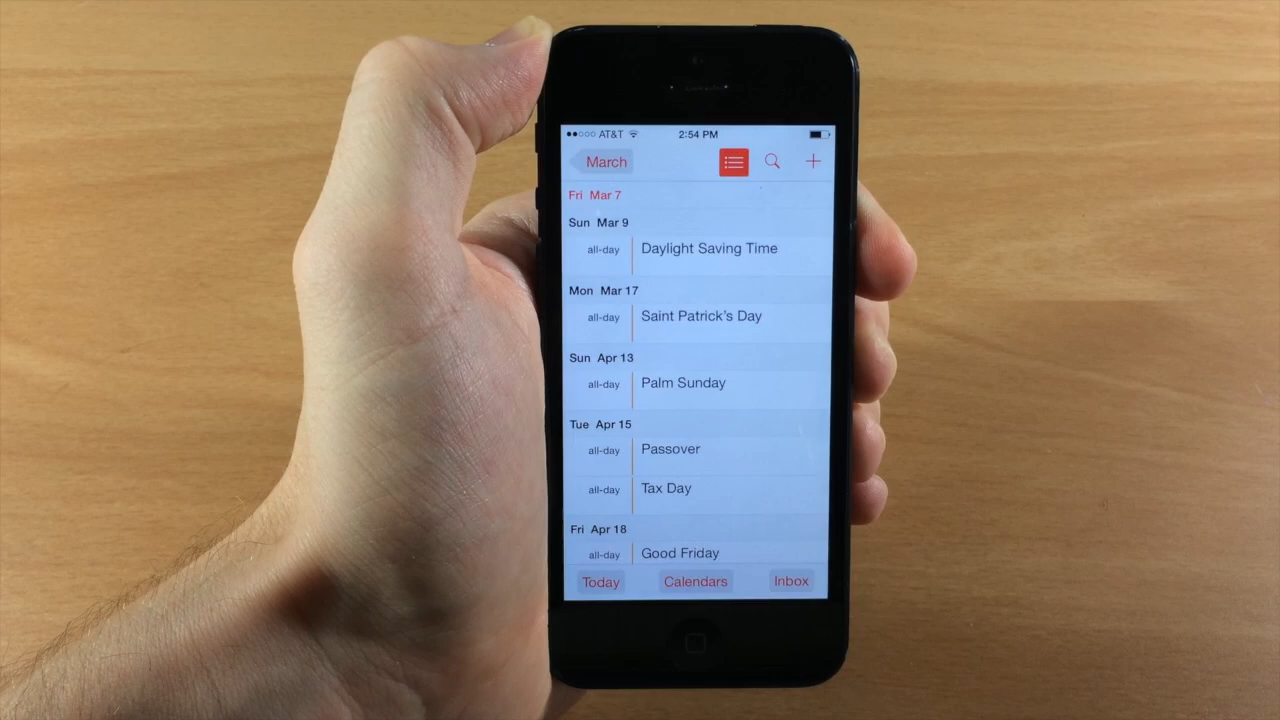 AT&T 2:54 PM
March
Fri Mar 7
Sun Mar 9
all-day Daylight Saving Time
Mon Mar 17
all-day Saint Patrick's Day
Sun Apr 13
all-day Palm Sunday
Tue Apr 15
all-day Passover
all-day Tax Day
Fri Apr 18
all-day Good Friday
Today Calendars Inbox